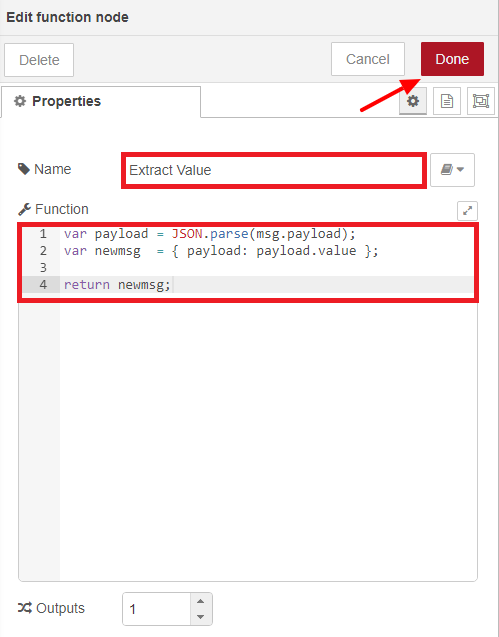 Edit function node
Delete
Cancel
Done
Properties
Name
Extract Value
Function
1 var payload = JSON.parse(msg.payload);
2 var newmsg  = { payload: payload.value };
3
4 return newmsg;
Outputs
1